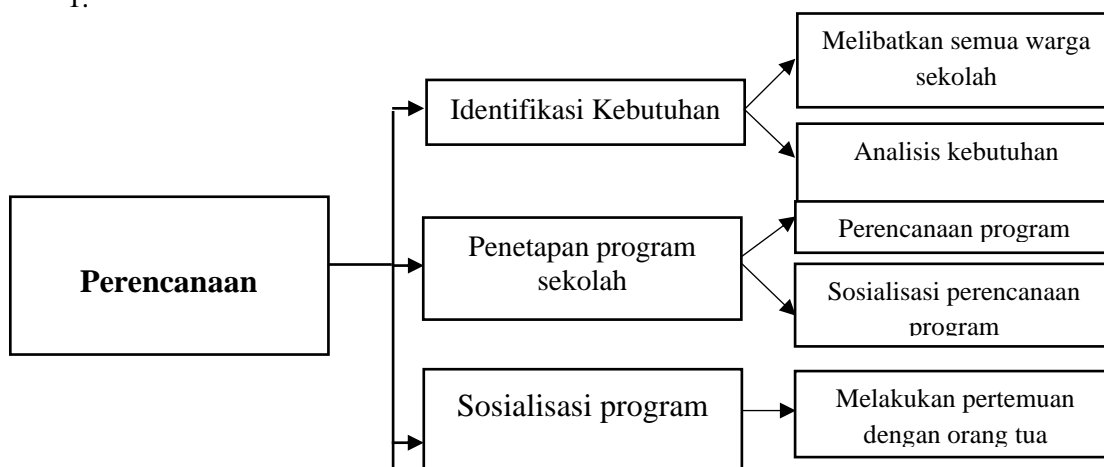 1.
Melibatkan semua warga
sekolah
Identifikasi Kebutuhan
Analisis kebutuhan
Perencanaan
Penetapan program
sekolah
Perencanaan program
Sosialisasi perencanaan
program
Sosialisasi program
Melakukan pertemuan
dengan orang tua